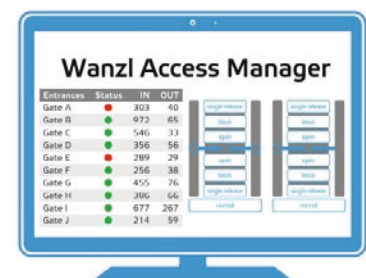 Wanzl Access Manager
Entrances Status IN OUT
Gate A 303 40
Gate B 972 65
Gate C 546 33
Gate D 356 56
Gate E 289 29
Gate F 256 38
Gate G 455 76
Gate H 386 66
Gate I 677 267
Gate J 214 59
single release single release
block block
open open
open open
block block
single release single release
normal normal